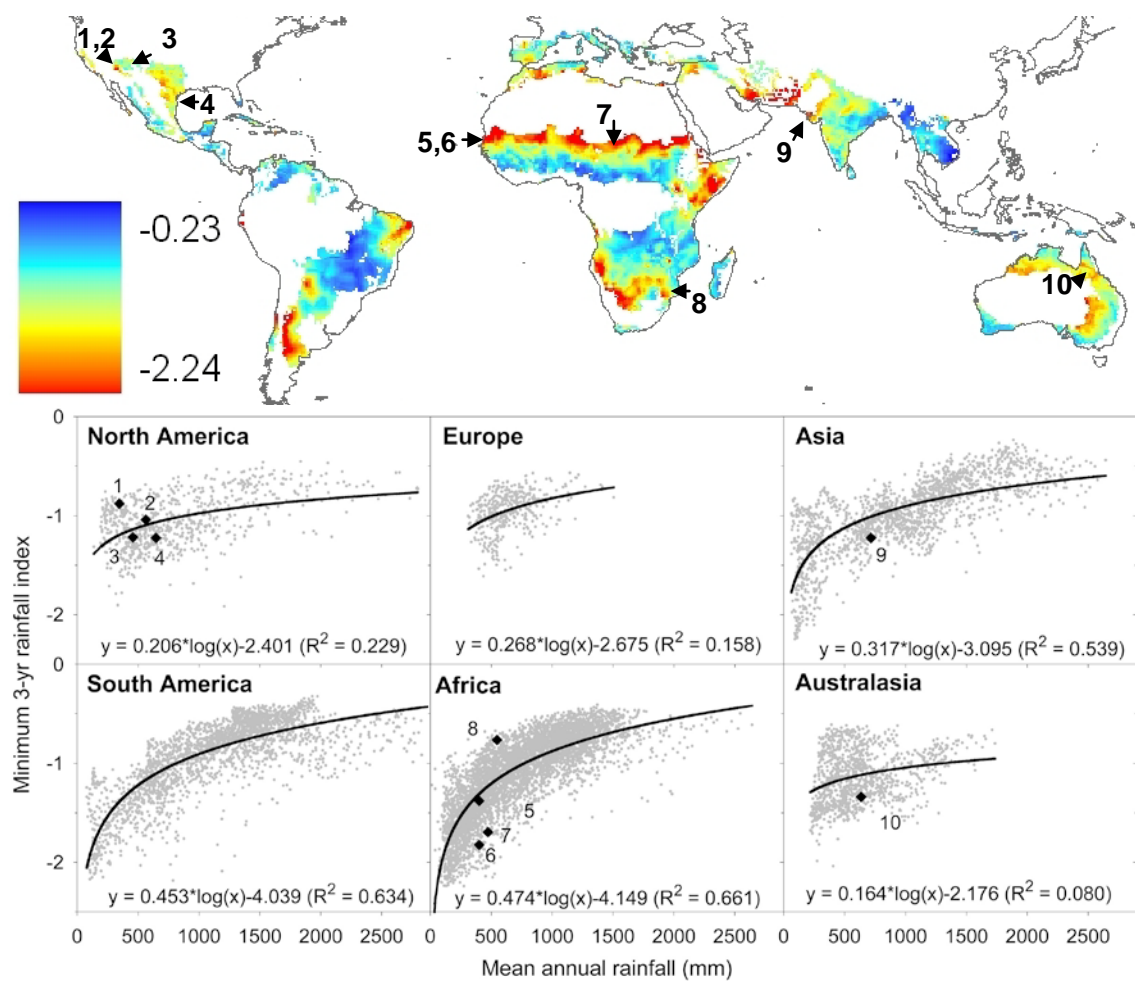 1,2
3
4
5,6
7
8
9
10
-0.23
-2.24
0
-1
-2
0
-1
-2
Minimum 3-yr rainfall index
North America
1
2
3
4
y = 0.206*log(x)-2.401 (R² = 0.229)
Europe
y = 0.268*log(x)-2.675 (R² = 0.158)
Asia
9
y = 0.317*log(x)-3.095 (R² = 0.539)
South America
y = 0.453*log(x)-4.039 (R² = 0.634)
Africa
8
5
7
6
y = 0.474*log(x)-4.149 (R² = 0.661)
Australasia
10
y = 0.164*log(x)-2.176 (R² = 0.080)
0 500 1000 1500 2000 2500 0 500 1000 1500 2000 2500 0 500 1000 1500 2000 2500
Mean annual rainfall (mm)